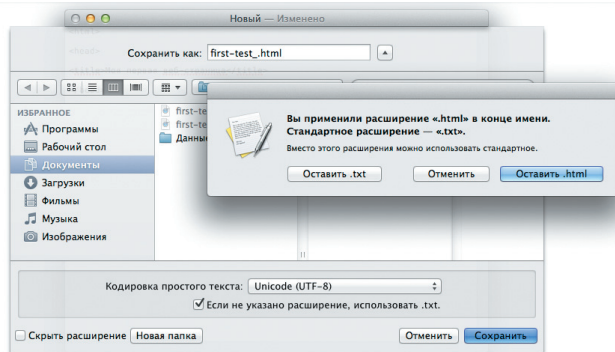 Новый — Изменено
Сохранить как: first-test_.html
ИЗБРАННОЕ
Программы
Рабочий стол
Документы
Загрузки
Фильмы
Музыка
Изображения
first-te
first-te
Данны
Вы применили расширение «.html» в конце имени.
Стандартное расширение — «.txt».
Вместо этого расширения можно использовать стандартное.
Оставить .txt
Отменить
Оставить .html
Кодировка простого текста: Unicode (UTF-8)
Если не указано расширение, использовать .txt.
Скрыть расширение
Новая папка
Отменить
Сохранить